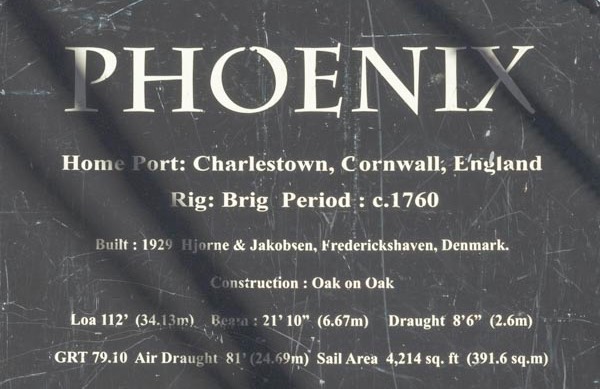 PHOENIX
Home Port: Charlestown, Cornwall, England
Rig: Brig Period : c.1760
Built : 1929 Hjorne & Jakobsen, Frederickshaven, Denmark.
Construction : Oak on Oak
Loa 112' (34.13m) Beam : 21' 10" (6.67m) Draught 8'6" (2.6m)
GRT 79.10 Air Draught 81' (24.69m) Sail Area 4,214 sq. ft (391.6 sq.m)